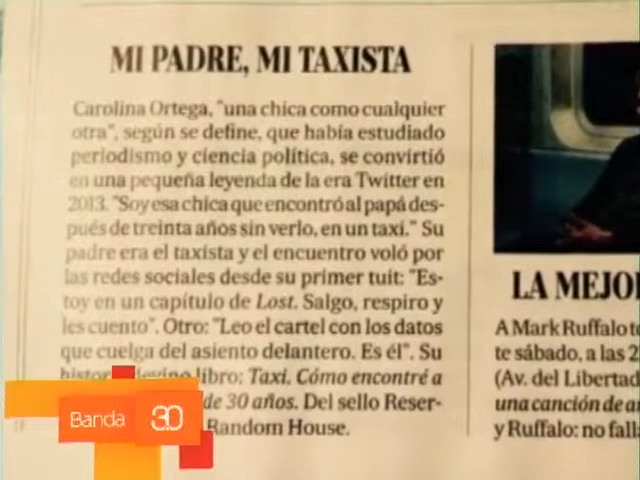 MI PADRE, MI TAXISTA
Carolina Ortega, "una chica como cualquier
otra", según se define, que había estudiado
periodismo y ciencia política, se convirtió
en una pequeña leyenda de la era Twitter en
2013. "Soy esa chica que encontró al papá des-
pués de treinta años sin verlo, en un taxi." Su
padre era el taxista y el encuentro voló por
las redes sociales desde su primer tuit: "Es-
toy en un capítulo de Lost. Salgo, respiro y
les cuento". Otro: "Leo el cartel con los datos
que cuelga del asiento delantero. Es él". Su
libro: Taxi. Cómo encontré a
de 30 años. Del sello Reser-
Random House.
LA MEJO
A Mark Ruffalo
te sábado, a las
(Av. del Libertad
una canción de
y Ruffalo: no
Banda 30